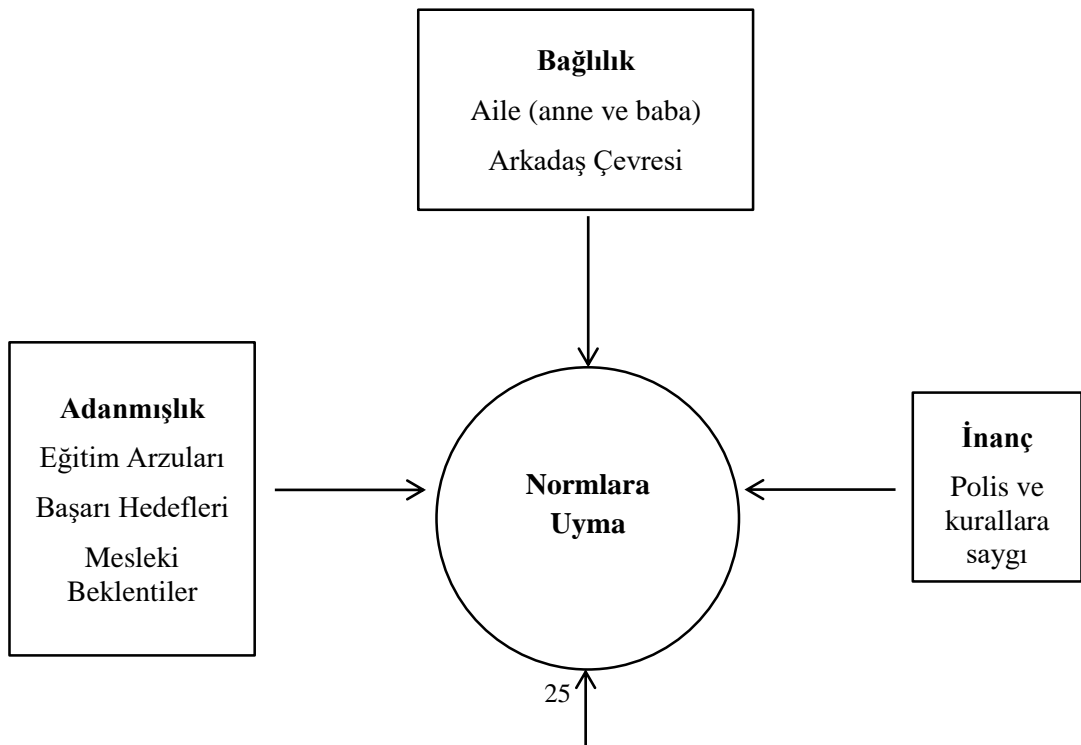 Bağlılık
Aile (anne ve baba)
Arkadaş Çevresi
Adanmışlık
Eğitim Arzuları
Başarı Hedefleri
Mesleki
Beklentiler
Normlara
Uyma
İnanç
Polis ve
kurallara
saygı
25